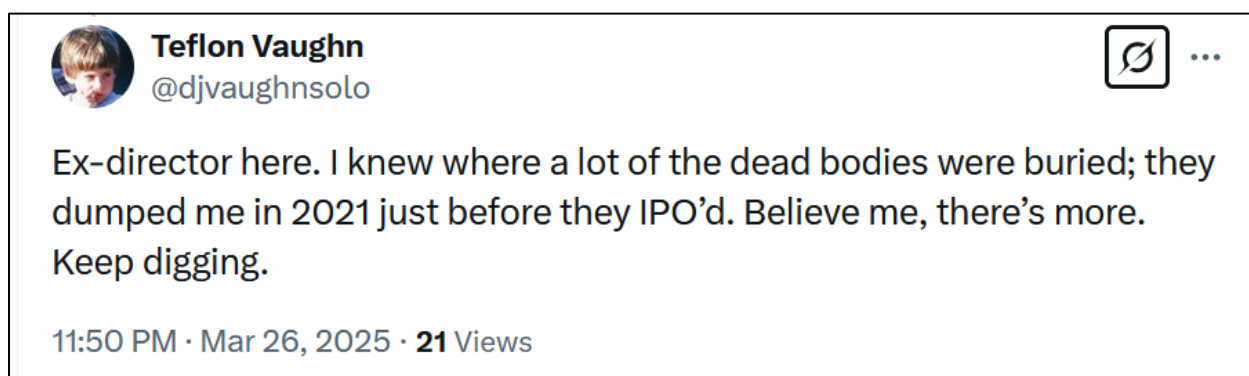 Teflon Vaughn
@djvaughnsolo
Ex-director here. I knew where a lot of the dead bodies were buried; they
dumped me in 2021 just before they IPO’d. Believe me, there’s more.
Keep digging.
11:50 PM · Mar 26, 2025 · 21 Views